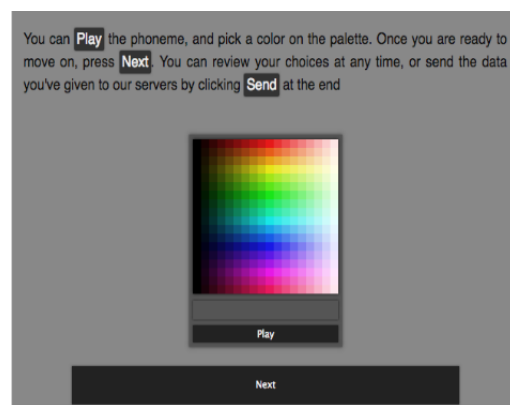 You can Play the phoneme, and pick a color on the palette. Once you are ready to
move on, press Next. You can review your choices at any time, or send the data
you've given to our servers by clicking Send at the end
Play
Next